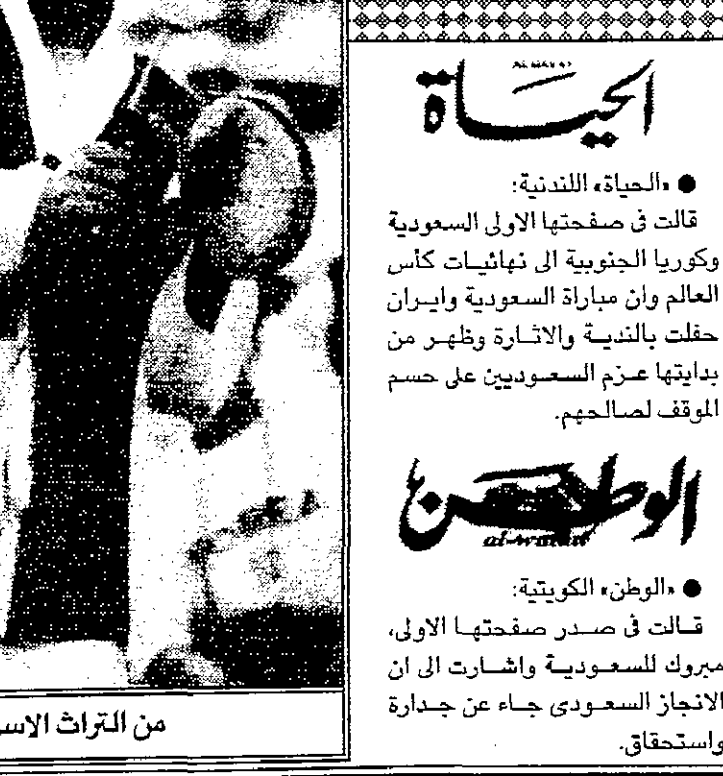 الحياة
AL HAYAT
● «الحياة» اللندنية:
قالت فى صفحتها الاولى السعودية
وكوريا الجنوبية الى نهائيات كأس
العالم وان مباراة السعودية وايران
حفلت بالندية والاثارة وظهر من
بدايتها عزم السعوديين على حسم
الموقف لصالحهم.
الوطن
al-watan
● «الوطن» الكويتية:
قالت فى صدر صفحتها الاولى،
مبروك للسعودية واشارت الى ان
الانجاز السعودى جاء عن جدارة
واستحقاق.
من التراث